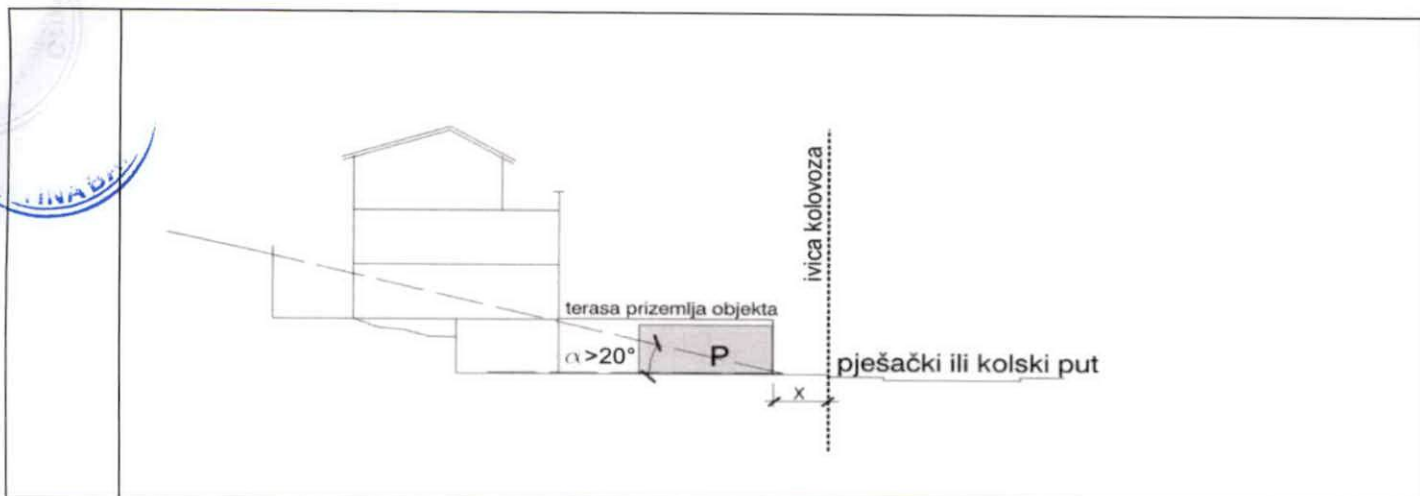 ivica kolovoza
terasa prizemlja objekta
α>20°
P
pješački ili kolski put
x